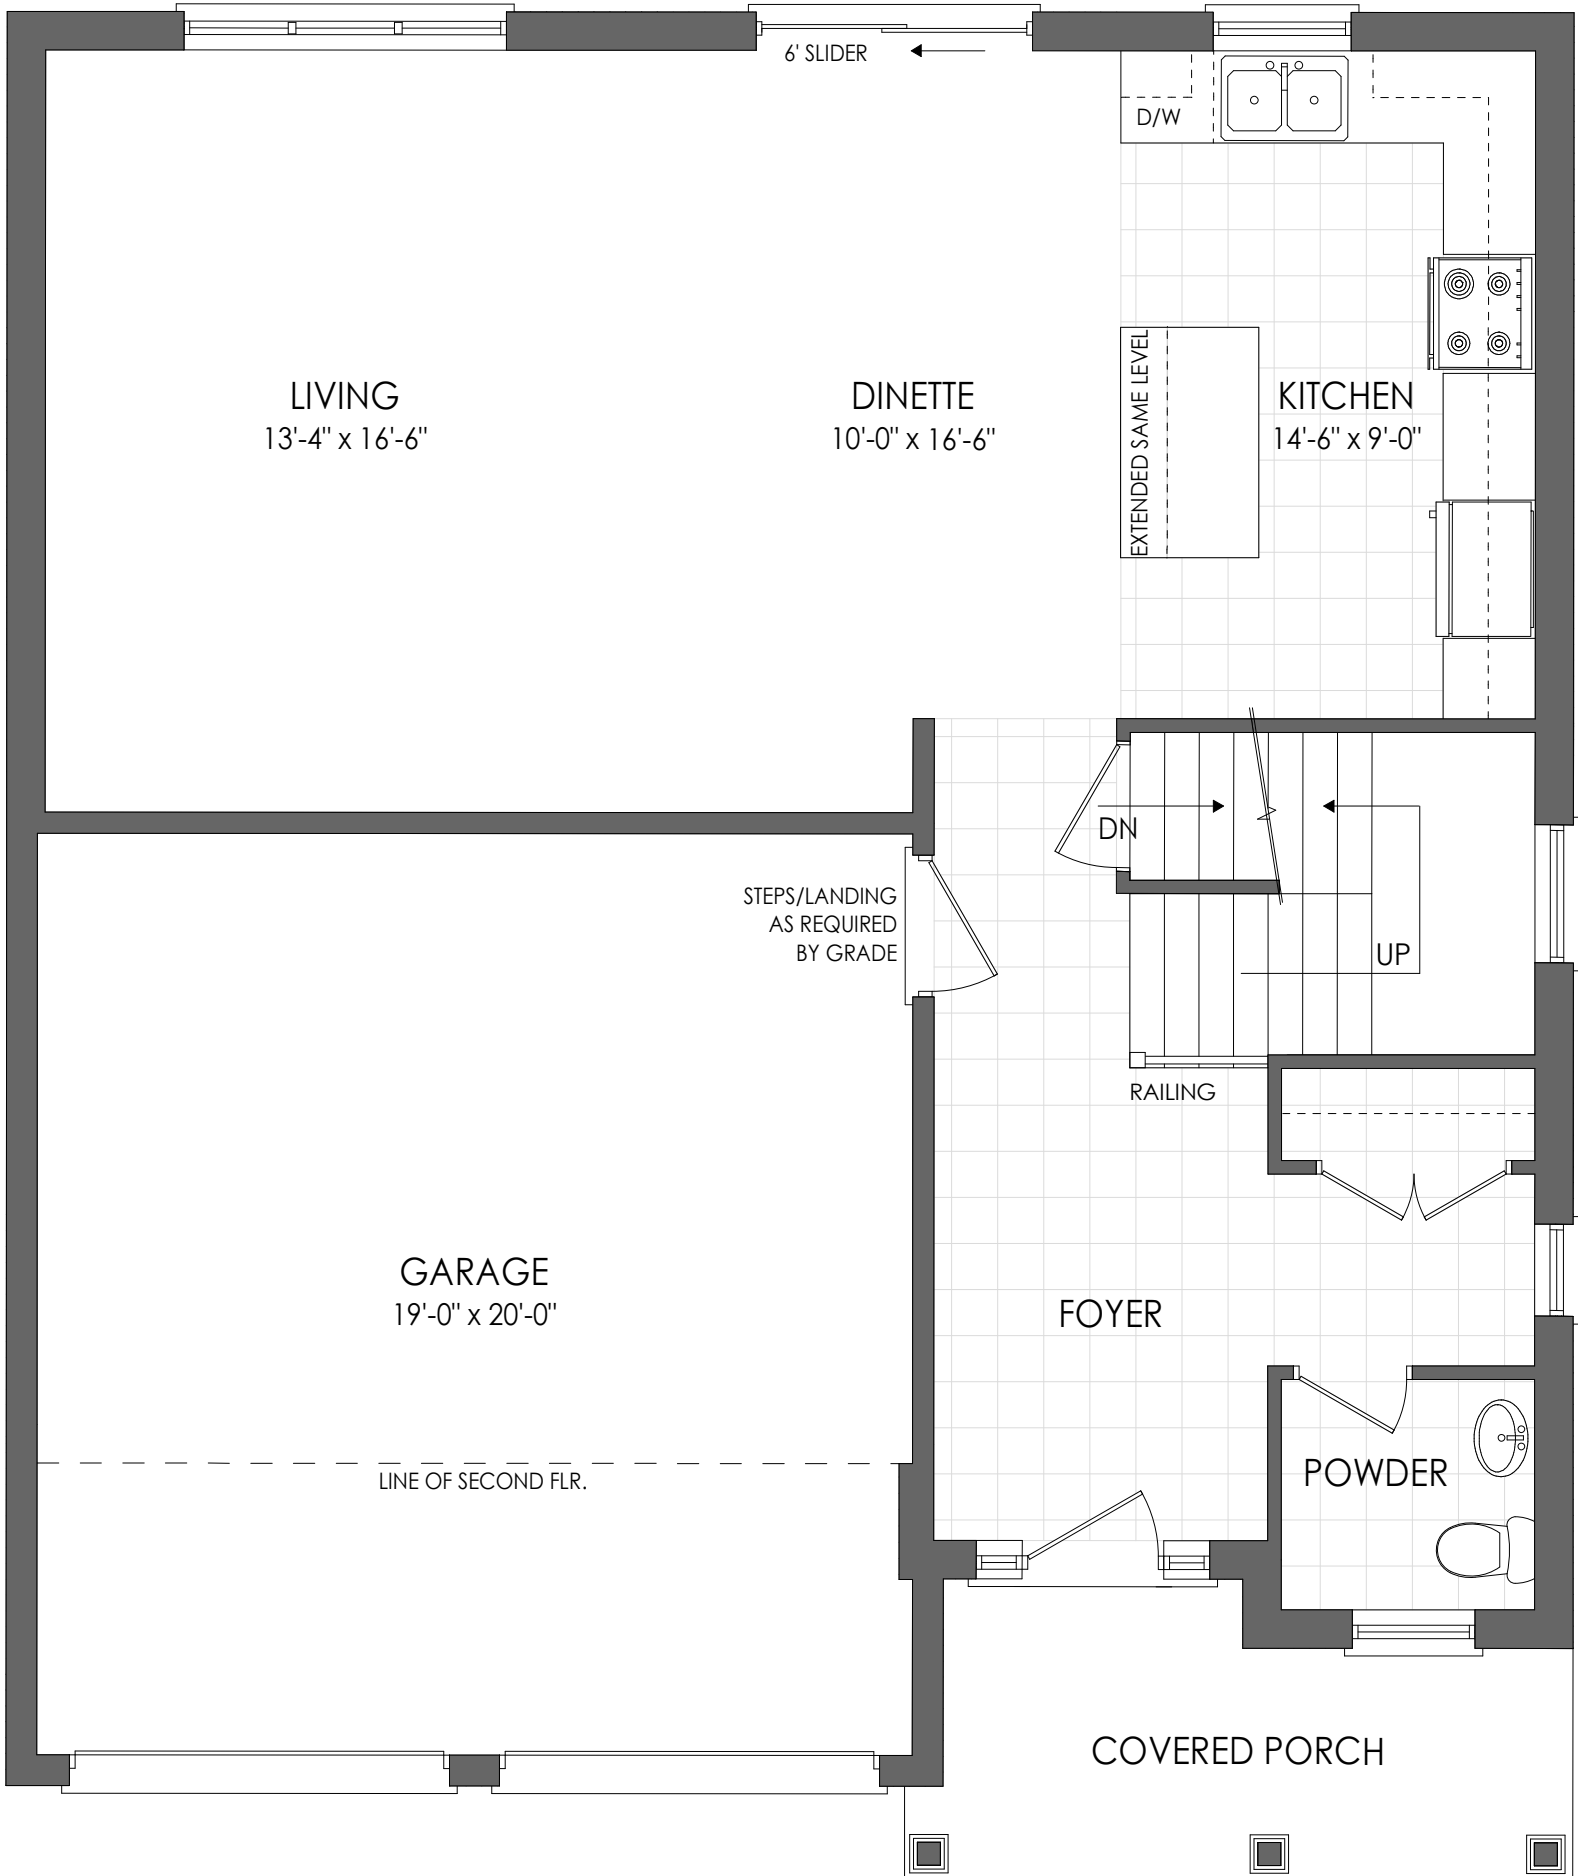 6' SLIDER
D/W
LIVING
13'-4" x 16'-6"
DINETTE
10'-0" x 16'-6"
EXTENDED SAME LEVEL
KITCHEN
14'-6" x 9'-0"
DN
STEPS/LANDING
AS REQUIRED
BY GRADE
UP
RAILING
GARAGE
19'-0" x 20'-0"
FOYER
LINE OF SECOND FLR.
POWDER
COVERED PORCH